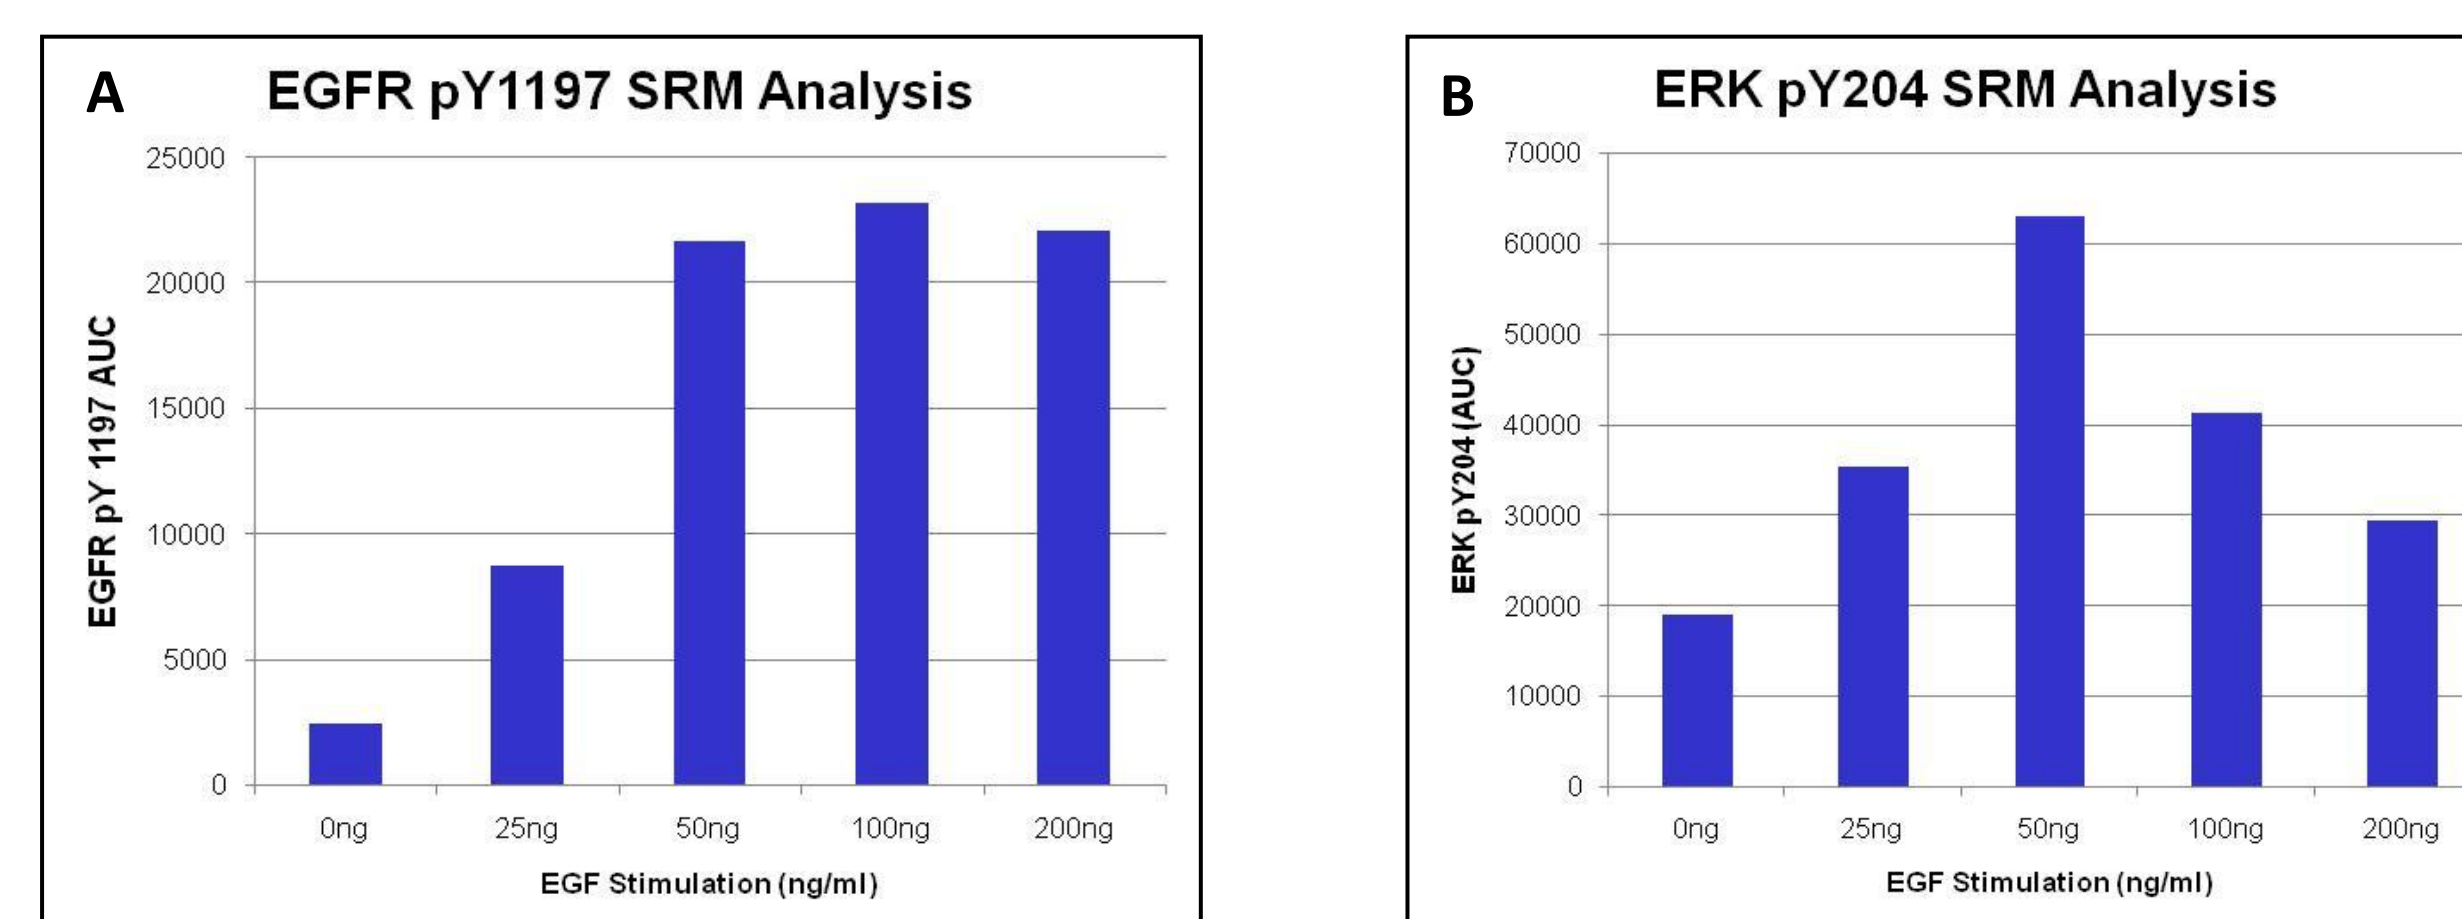 A
EGFR pY1197 SRM Analysis
25000
20000
15000
10000
5000
0
EGFR pY 1197 AUC
0ng 25ng 50ng 100ng 200ng
EGF Stimulation (ng/ml)
B
ERK pY204 SRM Analysis
70000
60000
50000
40000
30000
20000
10000
0
ERK pY204 (AUC)
0ng 25ng 50ng 100ng 200ng
EGF Stimulation (ng/ml)